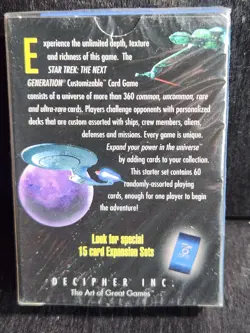 Experience the unlimited depth, texture
and richness of this game. The
STAR TREK: THE NEXT
GENERATION™ Customizable™ Card Game
consists of a universe of more than 360 common, uncommon, rare
and ultra-rare cards. Players challenge opponents with personalized
decks that are custom assorted with ships, crew members, aliens,
defenses and missions. Every game is unique.
Expand your power in the universe™
by adding cards to your collection.
This starter set contains 60
randomly-assorted playing
cards, enough for one player to begin
the adventure!
Look for special
15 card Expansion Sets
DECIPHER INC.
The Art of Great Games™